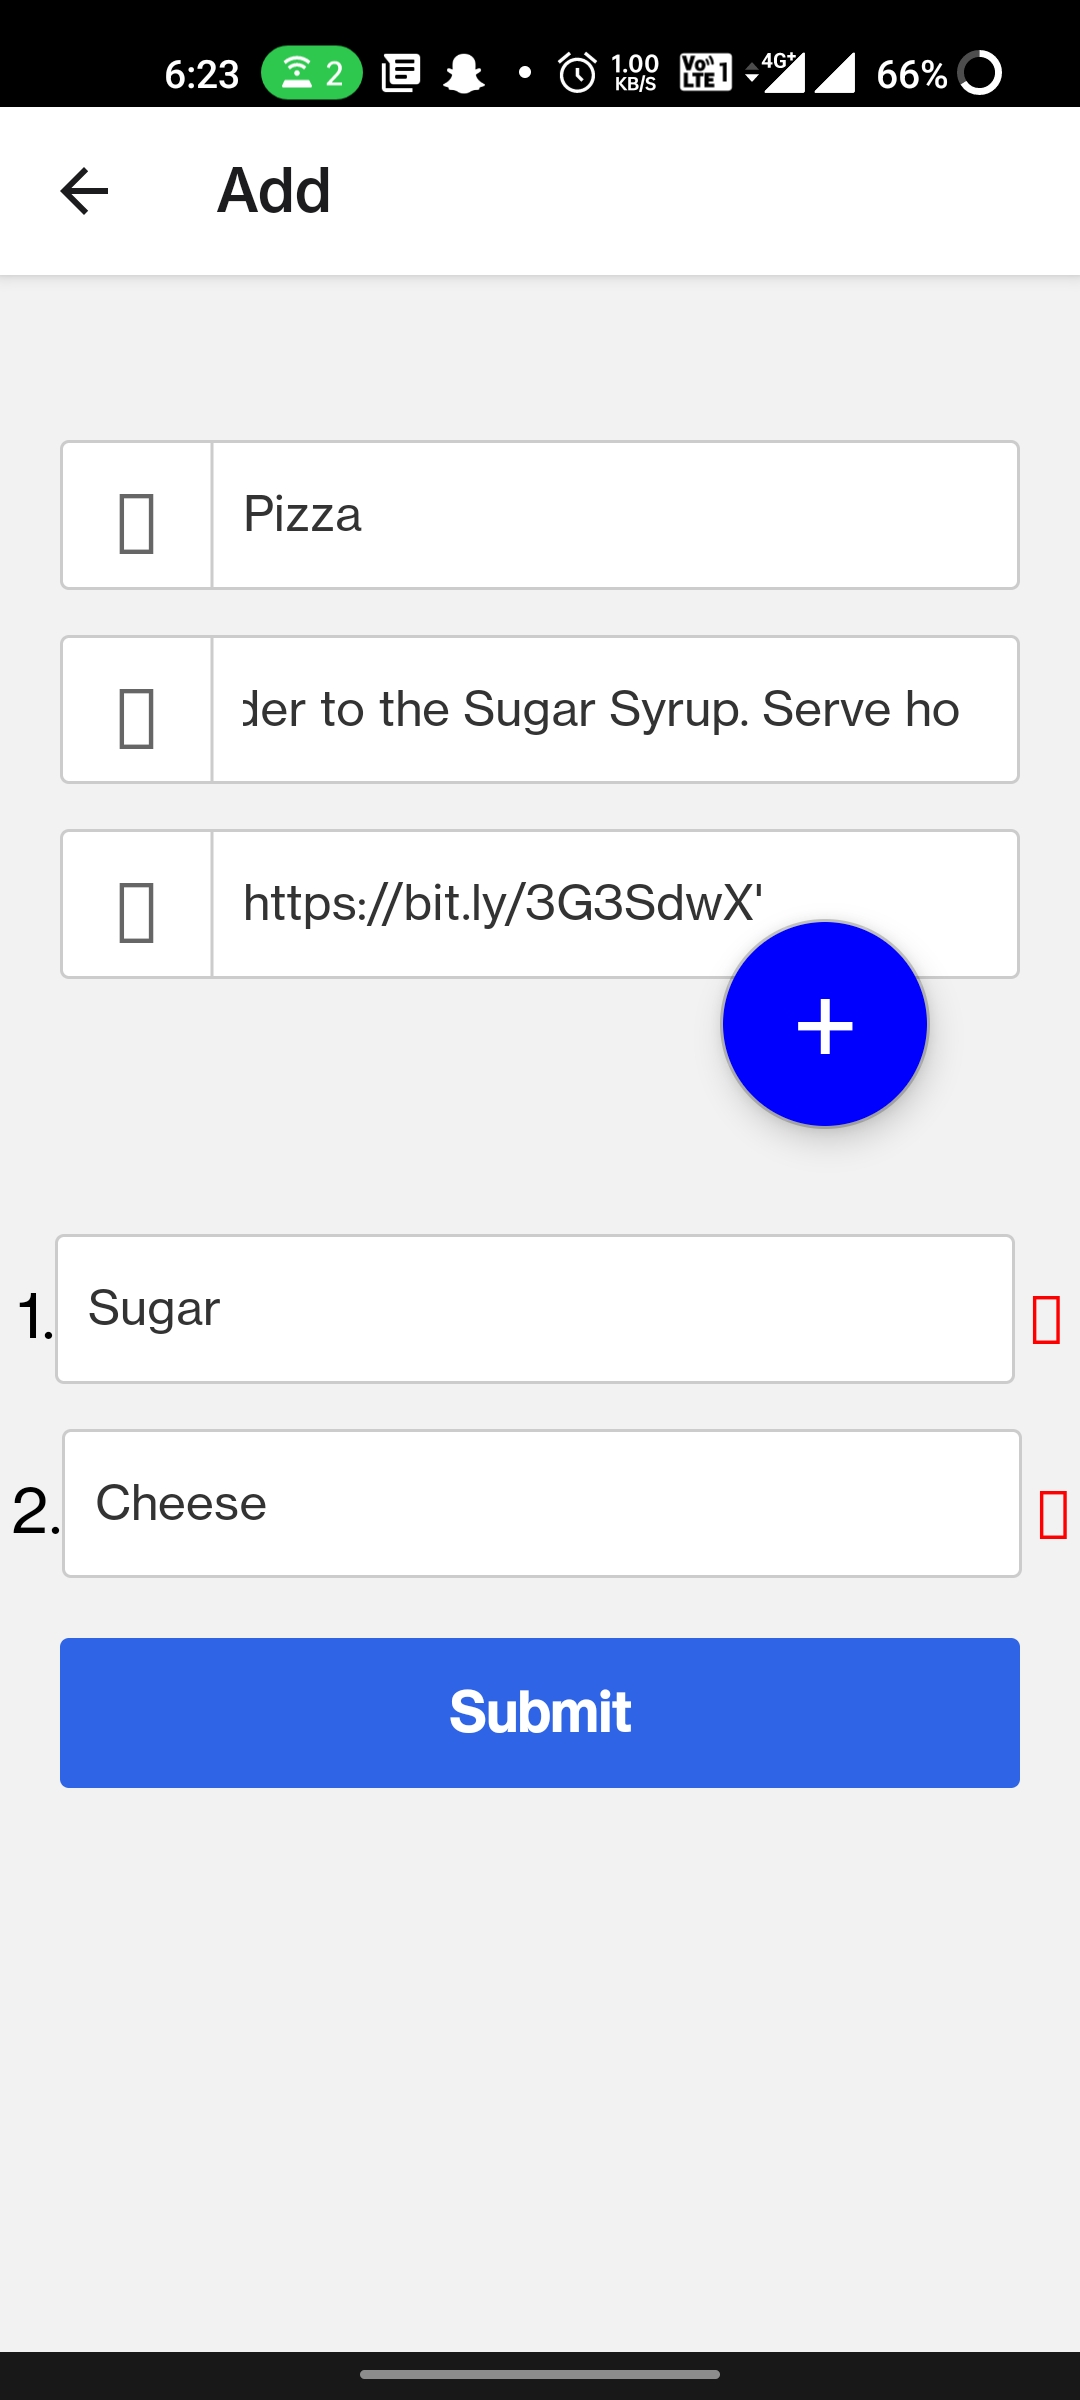 6:23 2 1.00 KB/S Vo)) LTE 1 4G+ 66%
Add
Pizza
der to the Sugar Syrup. Serve ho
https://bit.ly/3G3SdwX'
+
1. Sugar
2. Cheese
Submit